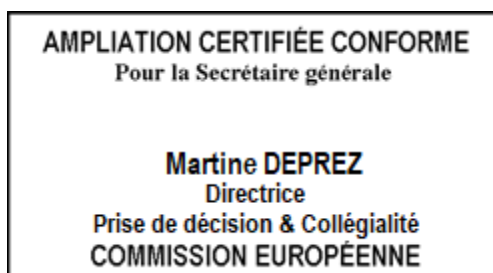 AMPLIATION CERTIFIÉE CONFORME
Pour la Secrétaire générale
Martine DEPREZ
Directrice
Prise de décision & Collégialité
COMMISSION EUROPÉENNE